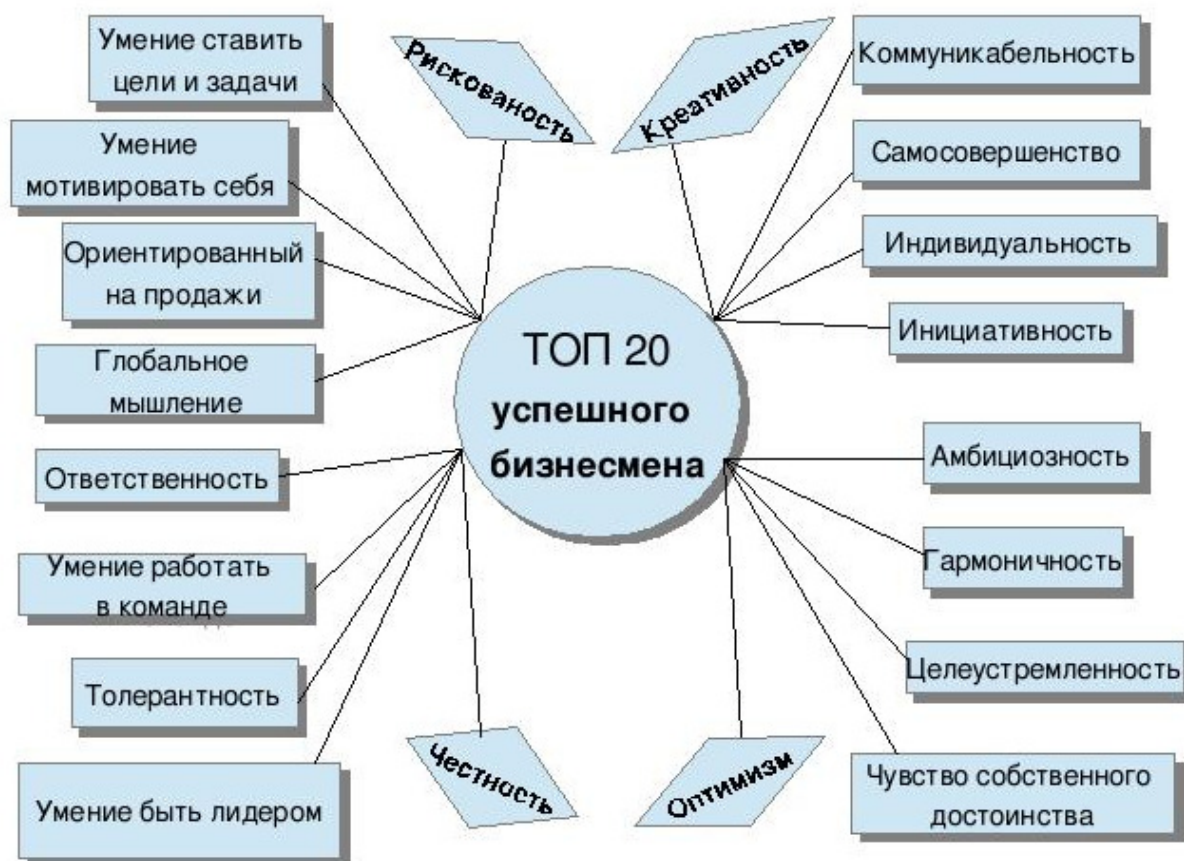 Умение ставить
цели и задачи
Рискованость
Креативность
Коммуникабельность
Умение
мотивировать себя
Самосовершенство
Ориентированный
на продажи
Индивидуальность
Глобальное
мышление
ТОП 20
успешного
бизнесмена
Инициативность
Ответственность
Амбициозность
Умение работать
в команде
Гармоничность
Толерантность
Целеустремленность
Умение быть лидером
Честность
Оптимизм
Чувство собственного
достоинства